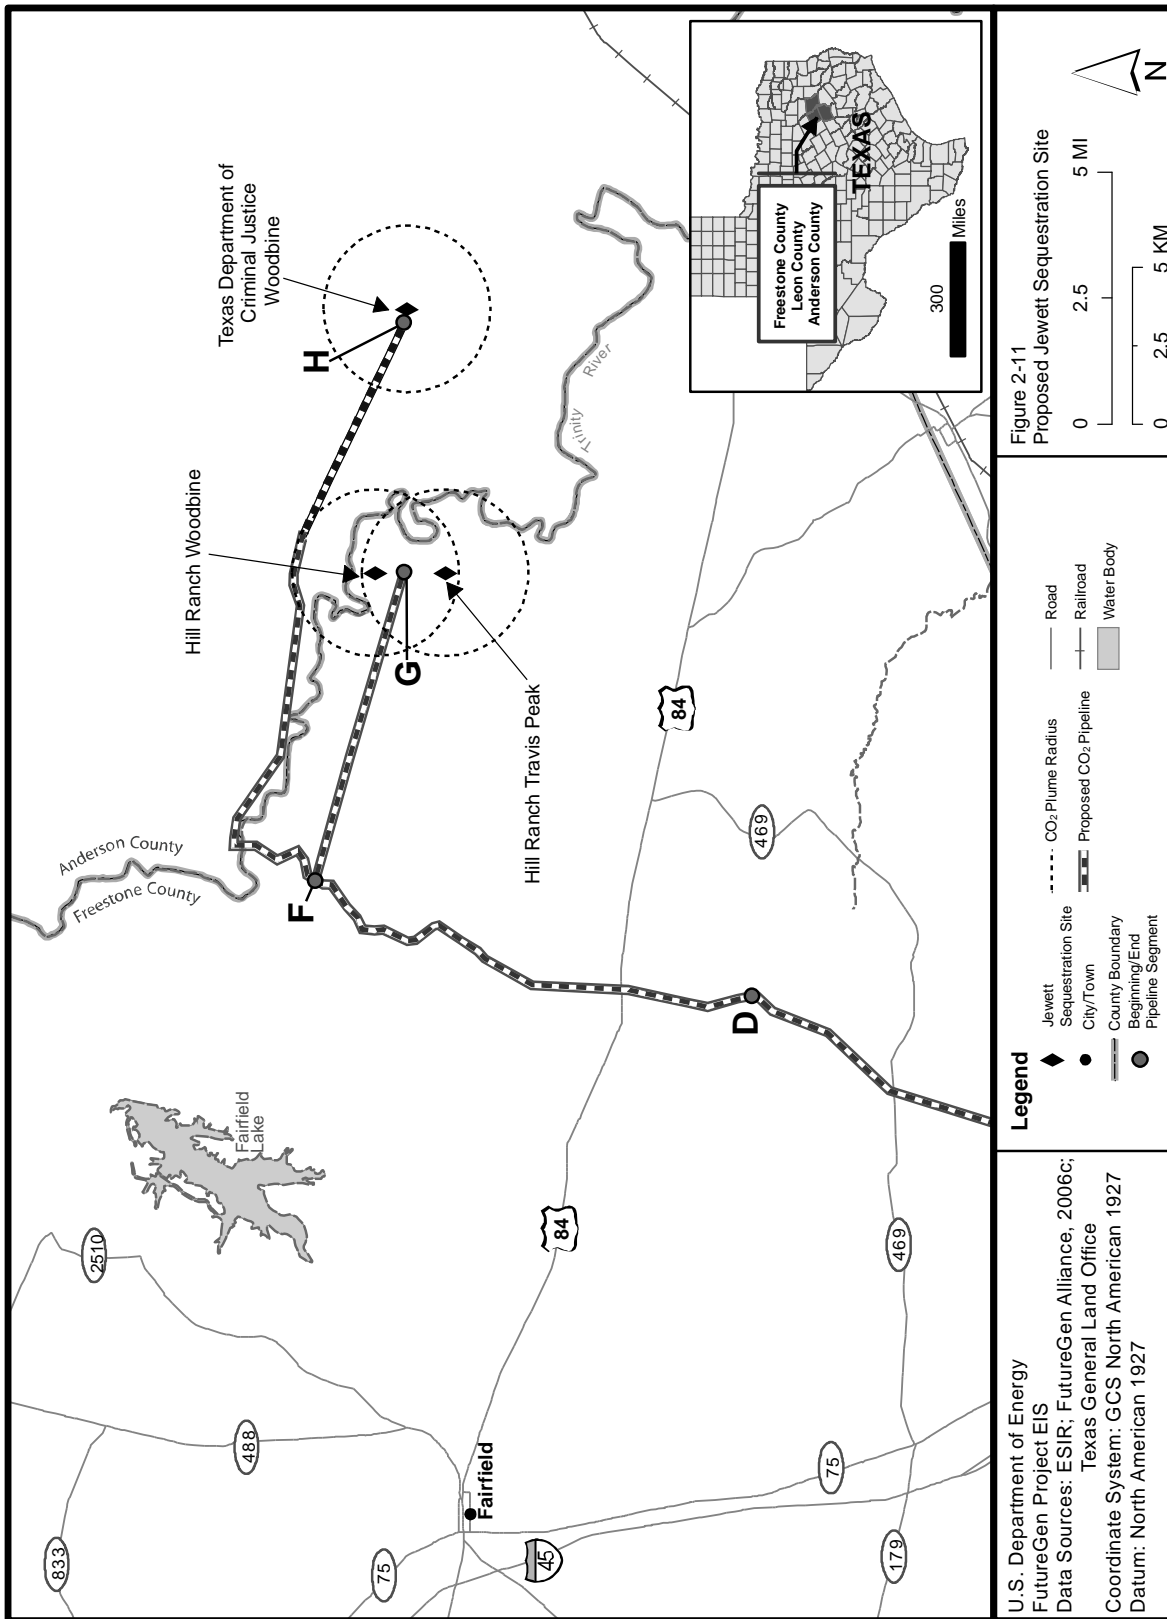 Texas Department of
Criminal Justice
Woodbine
H
Hill Ranch Woodbine
G
Hill Ranch Travis Peak
F
D
Anderson County
Freestone County
Trinity
River
Fairfield
Lake
2510
488
833
75
45
Fairfield
84
84
469
469
75
179
Freestone County
Leon County
Anderson County
TEXAS
300
Miles
U.S. Department of Energy
FutureGen Project EIS
Data Sources: ESIR; FutureGen Alliance, 2006c;
Texas General Land Office
Coordinate System: GCS North American 1927
Datum: North American 1927
Legend
Jewett
Sequestration Site
City/Town
County Boundary
Beginning/End
Pipeline Segment
CO₂ Plume Radius
Proposed CO₂ Pipeline
Road
Railroad
Water Body
Figure 2-11
Proposed Jewett Sequestration Site
0 2.5 5 MI
0 2.5 5 KM
N